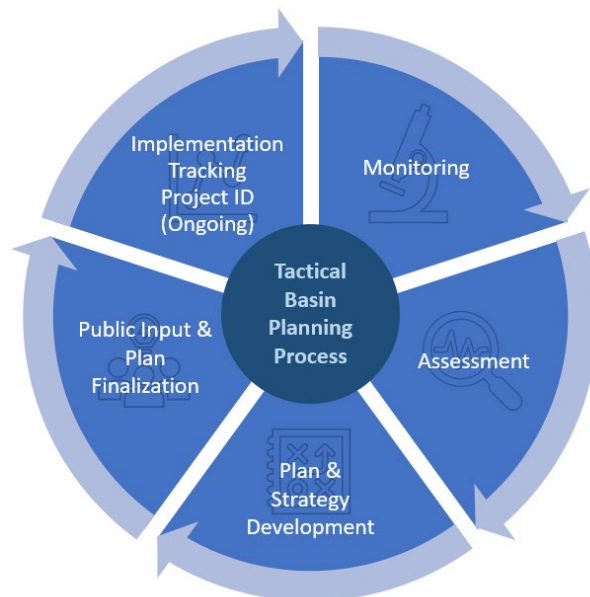 Implementation
Tracking
Project ID
(Ongoing)
Monitoring
Tactical
Basin
Planning
Process
Public Input &
Plan
Finalization
Assessment
Plan &
Strategy
Development